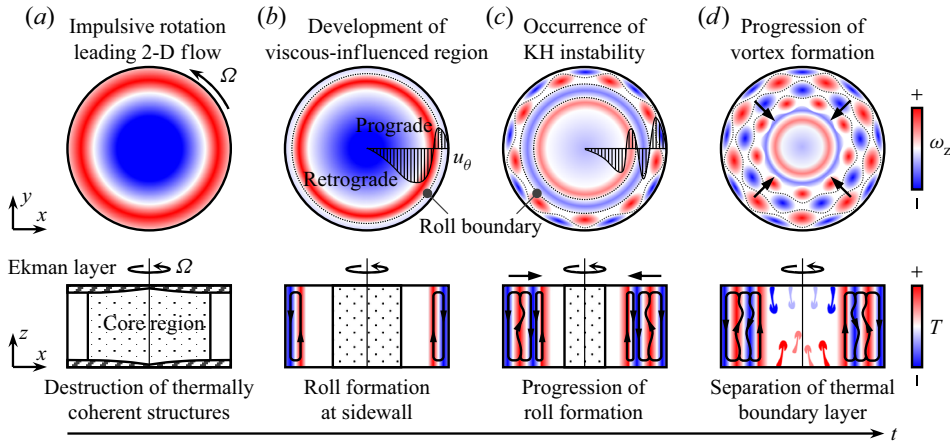 (a)
Impulsive rotation
leading 2-D flow
Ω
y
x
(b)
Development of
viscous-influenced region
Prograde
Retrograde
u_θ
Roll boundary
(c)
Occurrence of
KH instability
(d)
Progression of
vortex formation
+
ω_z
–
Ekman layer
Ω
Core region
z
x
Destruction of thermally
coherent structures
Roll formation
at sidewall
Progression of
roll formation
Separation of thermal
boundary layer
+
T
–
t